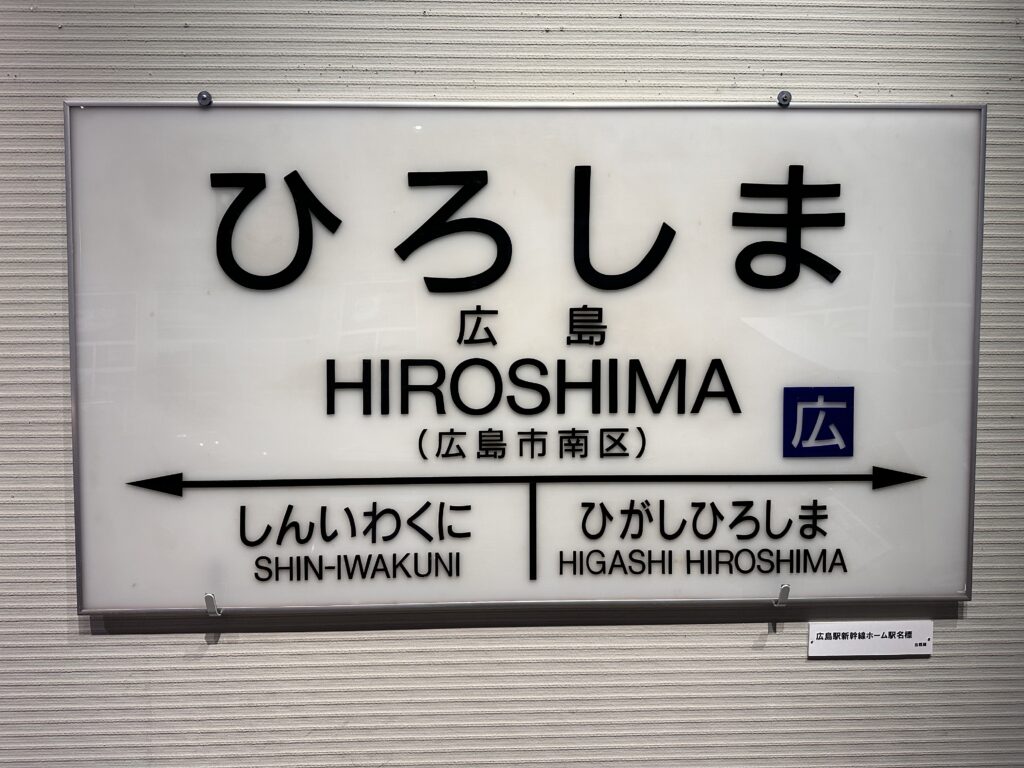 ひろしま
広島
HIROSHIMA
(広島市南区)
広
しんいわくに
SHIN-IWAKUNI
ひがしひろしま
HIGASHI HIROSHIMA
広島駅新幹線ホーム駅名標